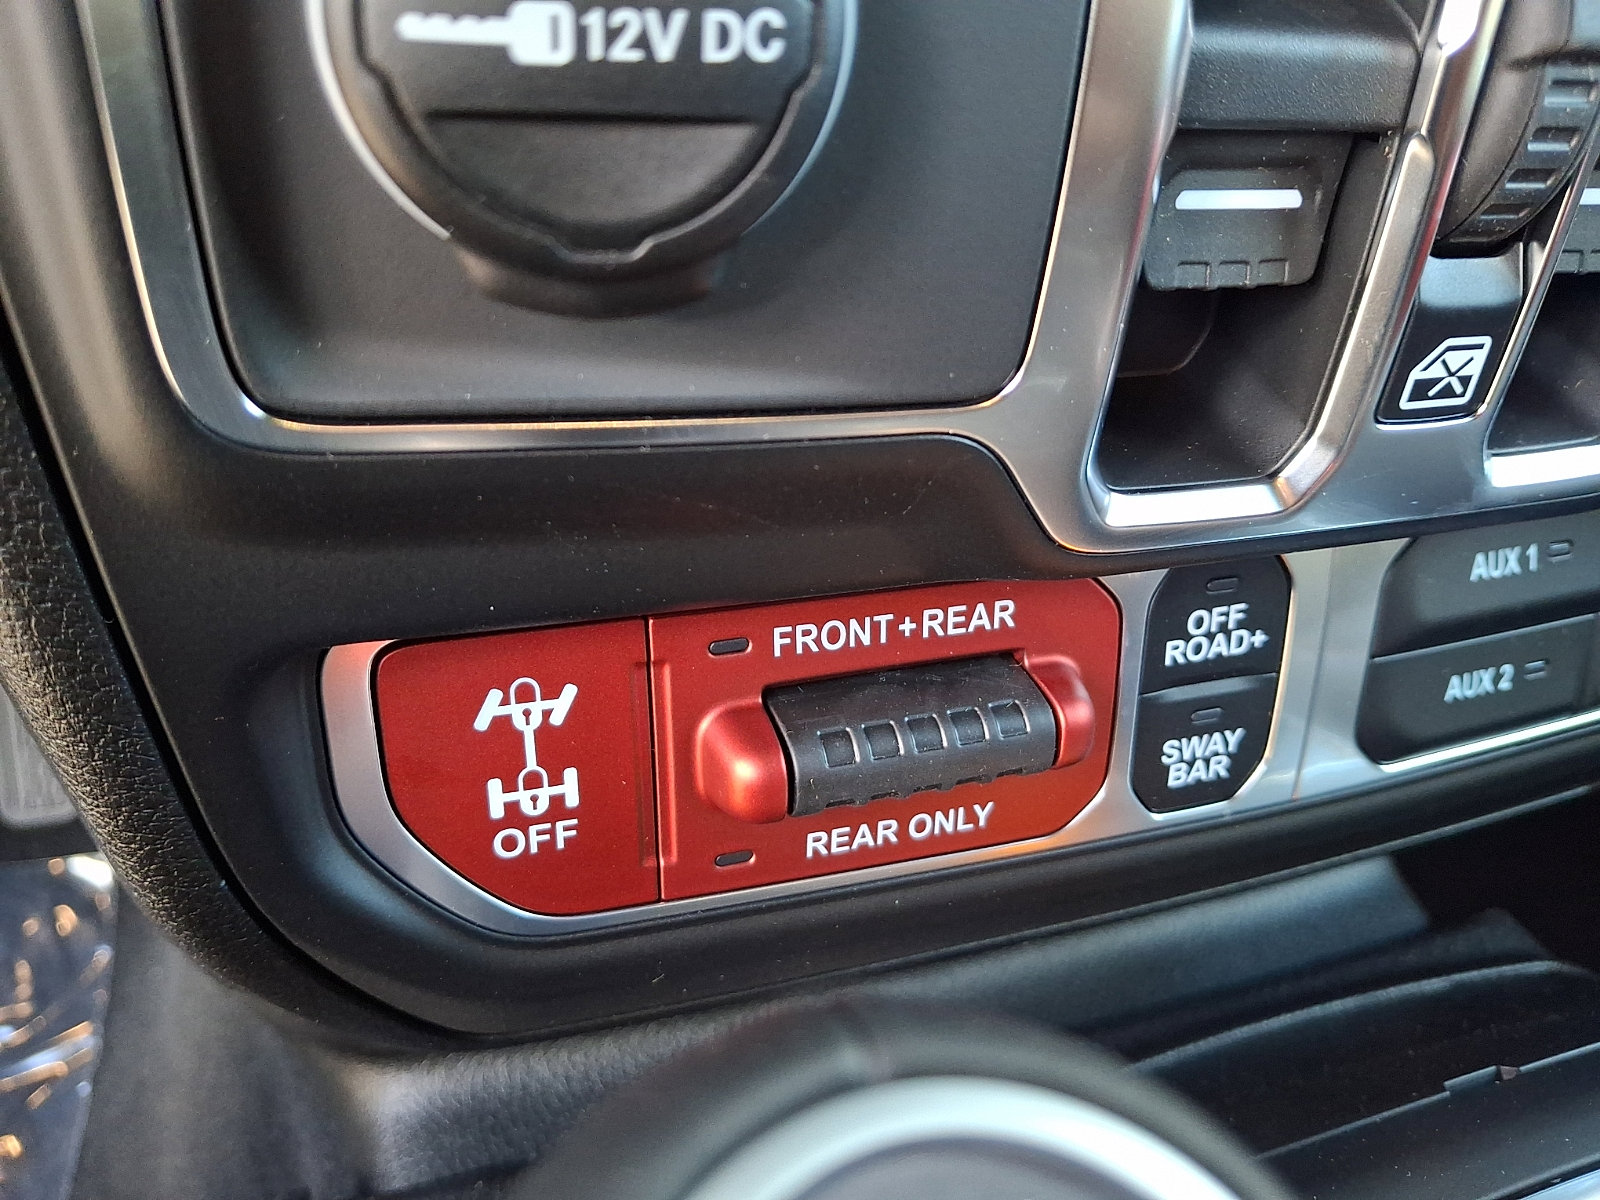 12V DC
AUX 1
FRONT+REAR
OFF
ROAD+
AUX 2
SWAY
BAR
OFF
REAR ONLY